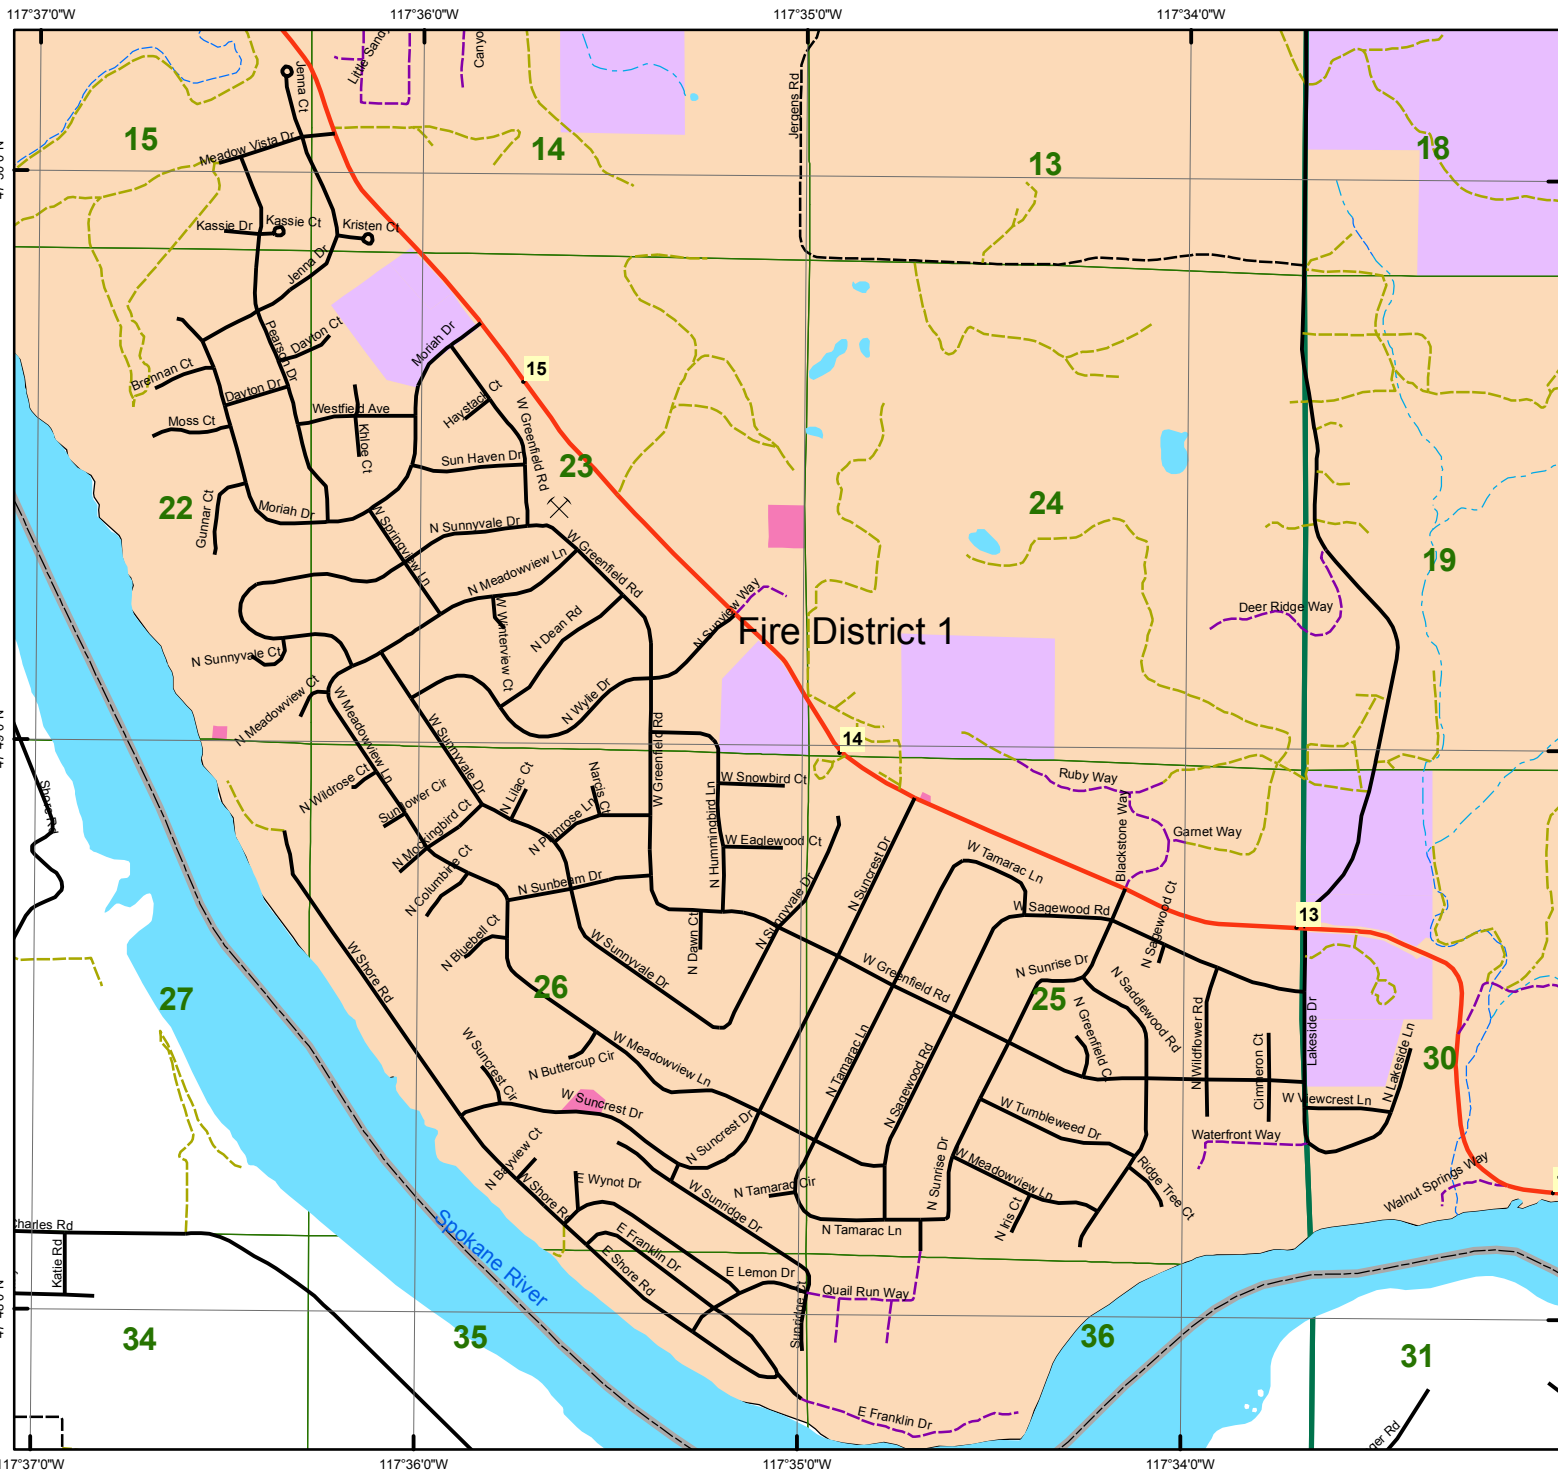 117°37'0"W
117°36'0"W
117°35'0"W
117°34'0"W
Jenna Ct
Little Sandy
Canyo
Jergens Rd
15
14
13
18
Meadow Vista Dr
Kassie Dr
Kassie Ct
Kristen Ct
Jenna Dr
Pearson Dr
Dayton Ct
Moriah Dr
15
Brennan Ct
Dayton Dr
Haystack Ct
W Greenfield Rd
Westfield Ave
Moss Ct
Khloe Ct
Sun Haven Dr
23
22
Gunnar Ct
Moriah Dr
N Springview Ln
N Sunnyvale Dr
24
19
W Greenfield Rd
N Meadowview Ln
W Winterview Ct
N Dean Rd
N Sunview Way
Deer Ridge Way
Fire District 1
N Sunnyvale Ct
N Meadowview Ct
W Meadowview Ln
N Wylie Dr
W Sunnyvale Dr
W Greenfield Rd
14
Shore Rd
N Wildrose Ct
Sunflower Cir
N Lilac Ct
Narcis Ct
N Primrose Ln
W Snowbird Ct
Ruby Way
N Mockingbird Ct
N Hummingbird Ln
W Eaglewood Ct
Blackstone Way
Garnet Way
N Columbine Ct
N Sunbeam Dr
N Suncrest Dr
W Tamarac Ln
N Sunnyvale Dr
W Sagewood Rd
N Sagewood Ct
13
N Bluebell Ct
W Sunnyvale Dr
N Dawn Ct
W Shore Rd
W Greenfield Rd
N Sunrise Dr
N Saddlewood Rd
27
26
25
N Greenfield Ct
N Wildflower Rd
Cimmeron Ct
Lakeside Dr
N Lakeside Ln
30
W Suncrest Cir
N Buttercup Cir
W Meadowview Ln
N Tamarac Ln
N Sagewood Rd
W Suncrest Dr
W Viewcrest Ln
W Tumbleweed Dr
N Suncrest Dr
Waterfront Way
N Bayview Ct
W Shore Rd
E Wynot Dr
W Sunridge Dr
N Tamarac Cir
N Sunrise Dr
W Meadowview Ln
Ridge Tree Ct
N Iris Ct
Walnut Springs Way
Charles Rd
Katie Rd
Spokane River
E Franklin Dr
E Shore Rd
E Lemon Dr
N Tamarac Ln
Quail Run Way
Sunridge Ct
34
35
36
31
E Franklin Dr
ger Rd
117°37'0"W
117°36'0"W
117°35'0"W
117°34'0"W